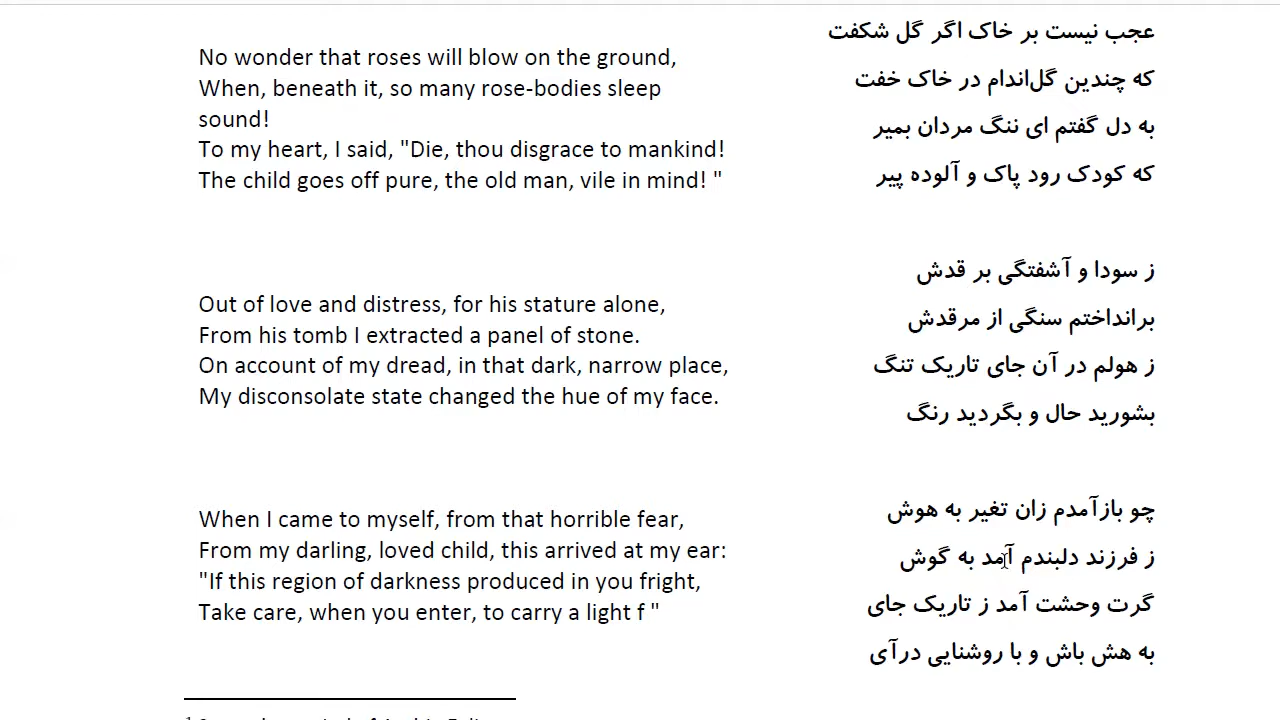 No wonder that roses will blow on the ground,
When, beneath it, so many rose-bodies sleep
sound!
To my heart, I said, "Die, thou disgrace to mankind!
The child goes off pure, the old man, vile in mind! "
عجب نیست بر خاک اگر گل شکفت
که چندین گل‌اندام در خاک خفت
به دل گفتم ای ننگ مردان بمیر
که کودک رود پاک و آلوده پیر
Out of love and distress, for his stature alone,
From his tomb I extracted a panel of stone.
On account of my dread, in that dark, narrow place,
My disconsolate state changed the hue of my face.
ز سودا و آشفتگی بر قدش
برانداختم سنگی از مرقدش
ز هولم در آن جای تاریک تنگ
بشورید حال و بگردید رنگ
When I came to myself, from that horrible fear,
From my darling, loved child, this arrived at my ear:
"If this region of darkness produced in you fright,
Take care, when you enter, to carry a light f "
چو بازآمدم زان تغیر به هوش
ز فرزند دلبندم آمد به گوش
گرت وحشت آمد ز تاریک جای
به هش باش و با روشنایی درآی